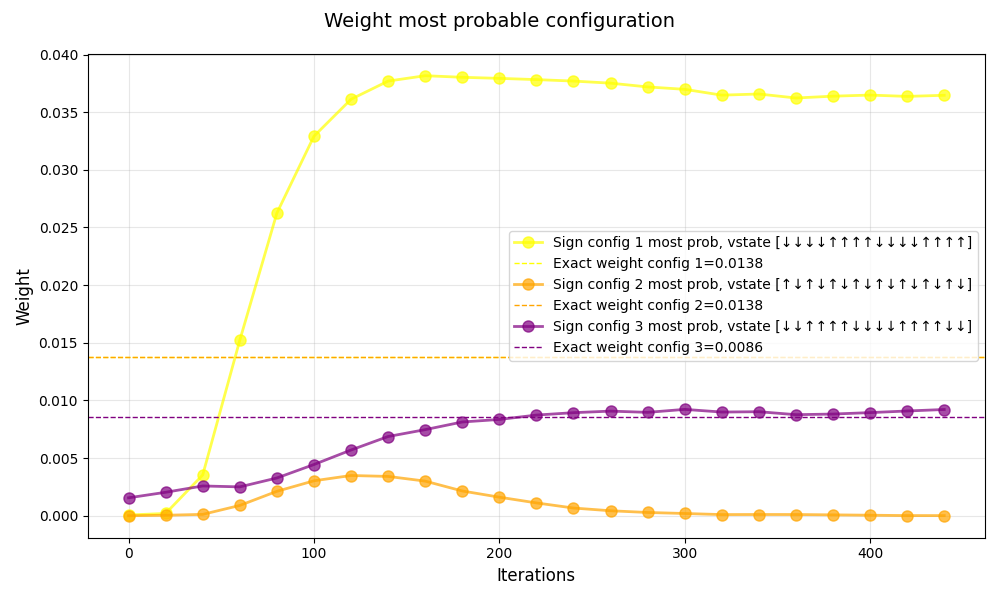 Weight most probable configuration
0.040
0.035
0.030
0.025
0.020
0.015
0.010
0.005
0.000
Weight
Sign config 1 most prob, vstate [↓↓↓↓↑↑↑↑↓↓↓↓↑↑↑↑]
Exact weight config 1=0.0138
Sign config 2 most prob, vstate [↑↓↑↓↑↓↑↓↑↓↑↓↑↓↑↓]
Exact weight config 2=0.0138
Sign config 3 most prob, vstate [↓↓↑↑↑↑↓↓↓↓↑↑↑↑↓↓]
Exact weight config 3=0.0086
0 100 200 300 400
Iterations